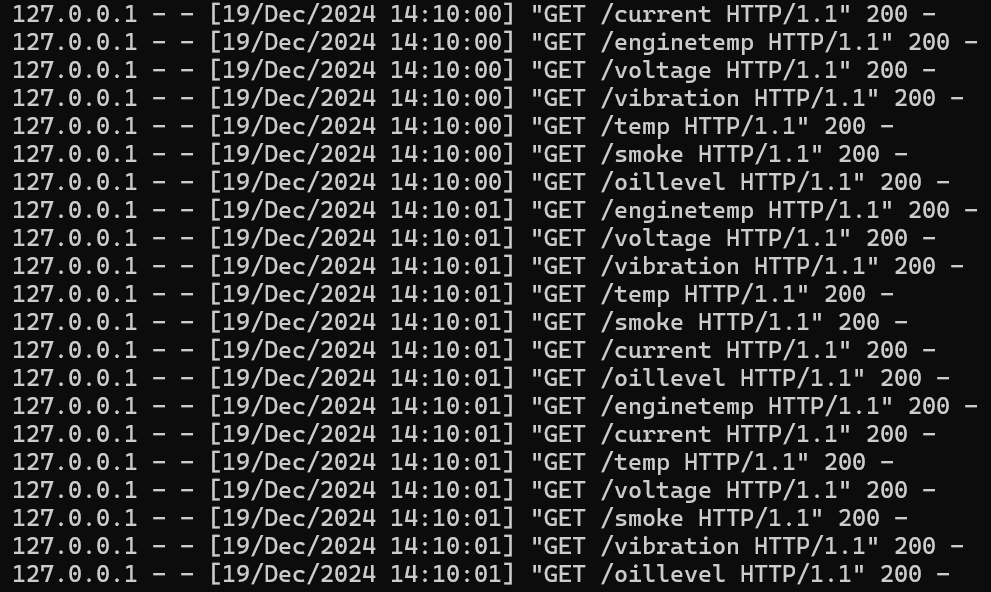 127.0.0.1 - - [19/Dec/2024 14:10:00] "GET /current HTTP/1.1" 200 -
127.0.0.1 - - [19/Dec/2024 14:10:00] "GET /enginetemp HTTP/1.1" 200 -
127.0.0.1 - - [19/Dec/2024 14:10:00] "GET /voltage HTTP/1.1" 200 -
127.0.0.1 - - [19/Dec/2024 14:10:00] "GET /vibration HTTP/1.1" 200 -
127.0.0.1 - - [19/Dec/2024 14:10:00] "GET /temp HTTP/1.1" 200 -
127.0.0.1 - - [19/Dec/2024 14:10:00] "GET /smoke HTTP/1.1" 200 -
127.0.0.1 - - [19/Dec/2024 14:10:00] "GET /oillevel HTTP/1.1" 200 -
127.0.0.1 - - [19/Dec/2024 14:10:01] "GET /enginetemp HTTP/1.1" 200 -
127.0.0.1 - - [19/Dec/2024 14:10:01] "GET /voltage HTTP/1.1" 200 -
127.0.0.1 - - [19/Dec/2024 14:10:01] "GET /vibration HTTP/1.1" 200 -
127.0.0.1 - - [19/Dec/2024 14:10:01] "GET /temp HTTP/1.1" 200 -
127.0.0.1 - - [19/Dec/2024 14:10:01] "GET /smoke HTTP/1.1" 200 -
127.0.0.1 - - [19/Dec/2024 14:10:01] "GET /current HTTP/1.1" 200 -
127.0.0.1 - - [19/Dec/2024 14:10:01] "GET /oillevel HTTP/1.1" 200 -
127.0.0.1 - - [19/Dec/2024 14:10:01] "GET /enginetemp HTTP/1.1" 200 -
127.0.0.1 - - [19/Dec/2024 14:10:01] "GET /current HTTP/1.1" 200 -
127.0.0.1 - - [19/Dec/2024 14:10:01] "GET /temp HTTP/1.1" 200 -
127.0.0.1 - - [19/Dec/2024 14:10:01] "GET /voltage HTTP/1.1" 200 -
127.0.0.1 - - [19/Dec/2024 14:10:01] "GET /smoke HTTP/1.1" 200 -
127.0.0.1 - - [19/Dec/2024 14:10:01] "GET /vibration HTTP/1.1" 200 -
127.0.0.1 - - [19/Dec/2024 14:10:01] "GET /oillevel HTTP/1.1" 200 -